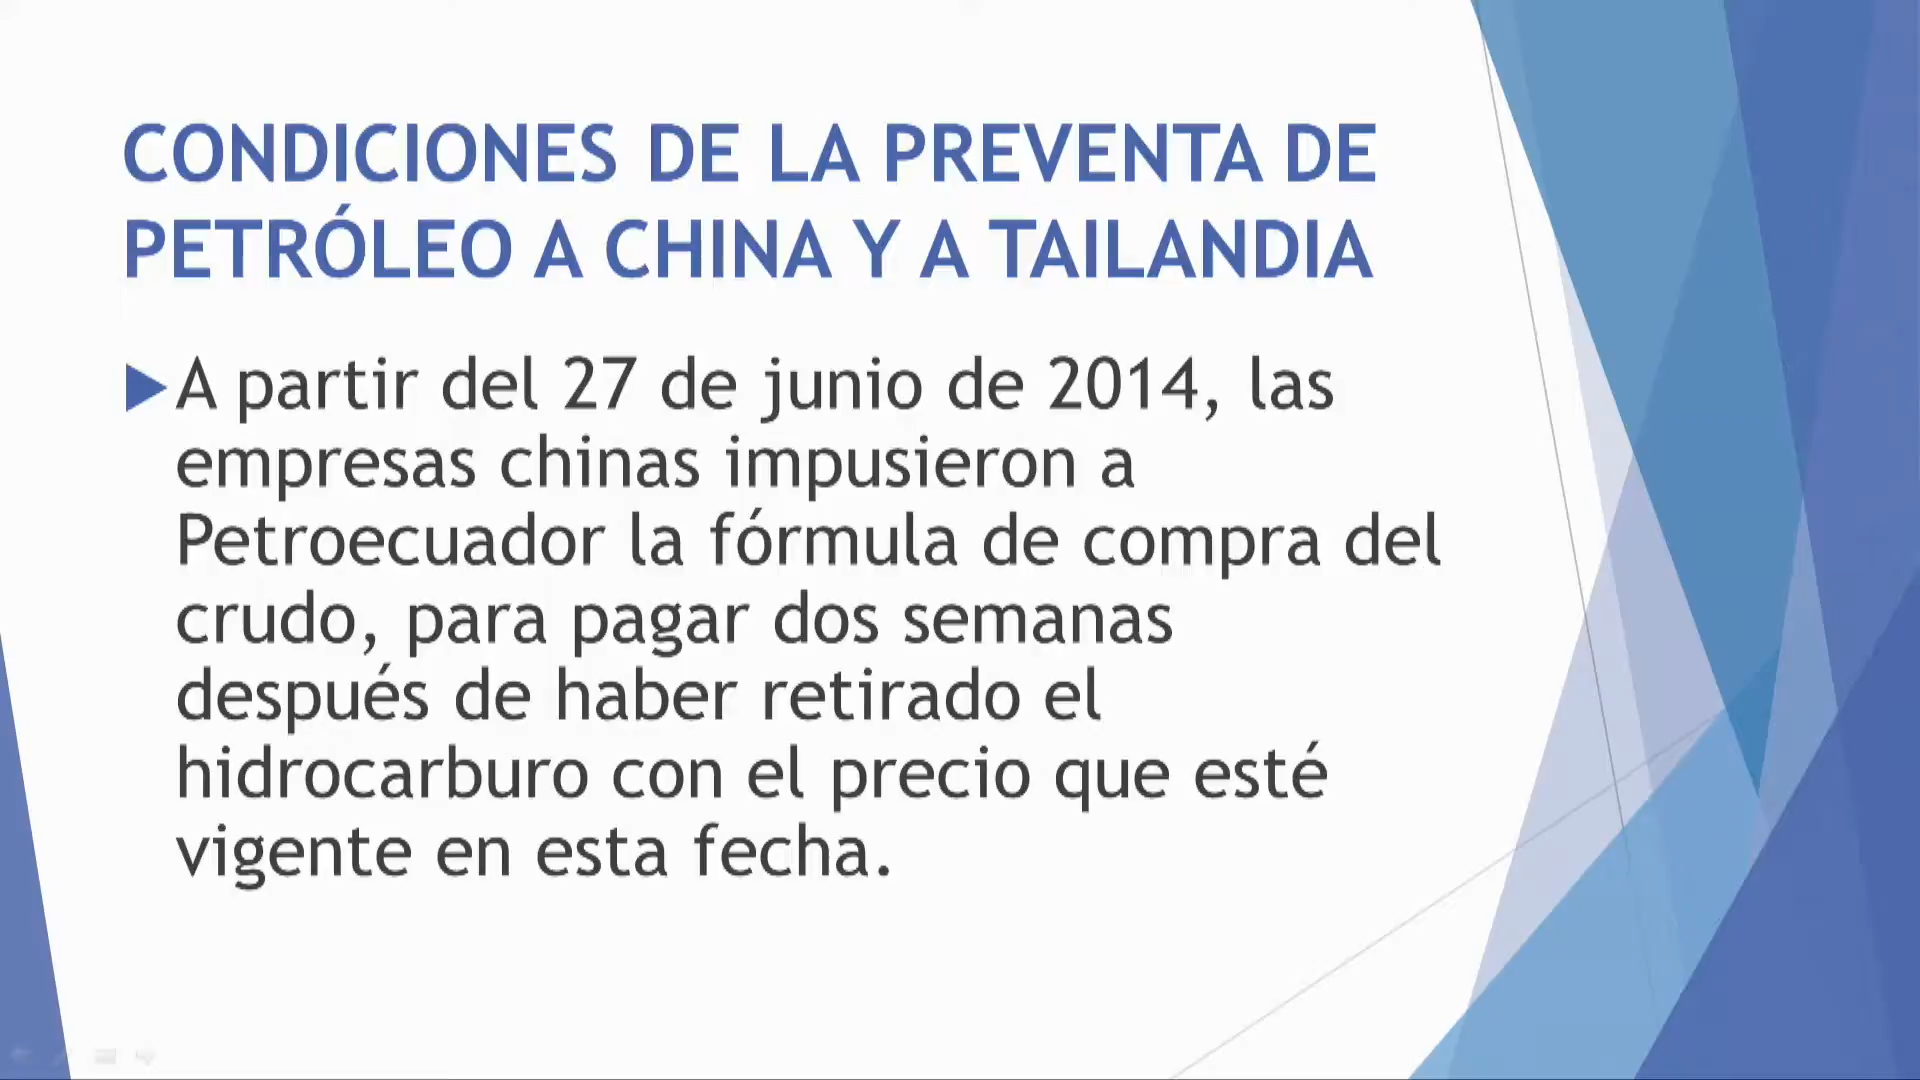 CONDICIONES DE LA PREVENTA DE
PETRÓLEO A CHINA Y A TAILANDIA
A partir del 27 de junio de 2014, las
empresas chinas impusieron a
Petroecuador la fórmula de compra del
crudo, para pagar dos semanas
después de haber retirado el
hidrocarburo con el precio que esté
vigente en esta fecha.